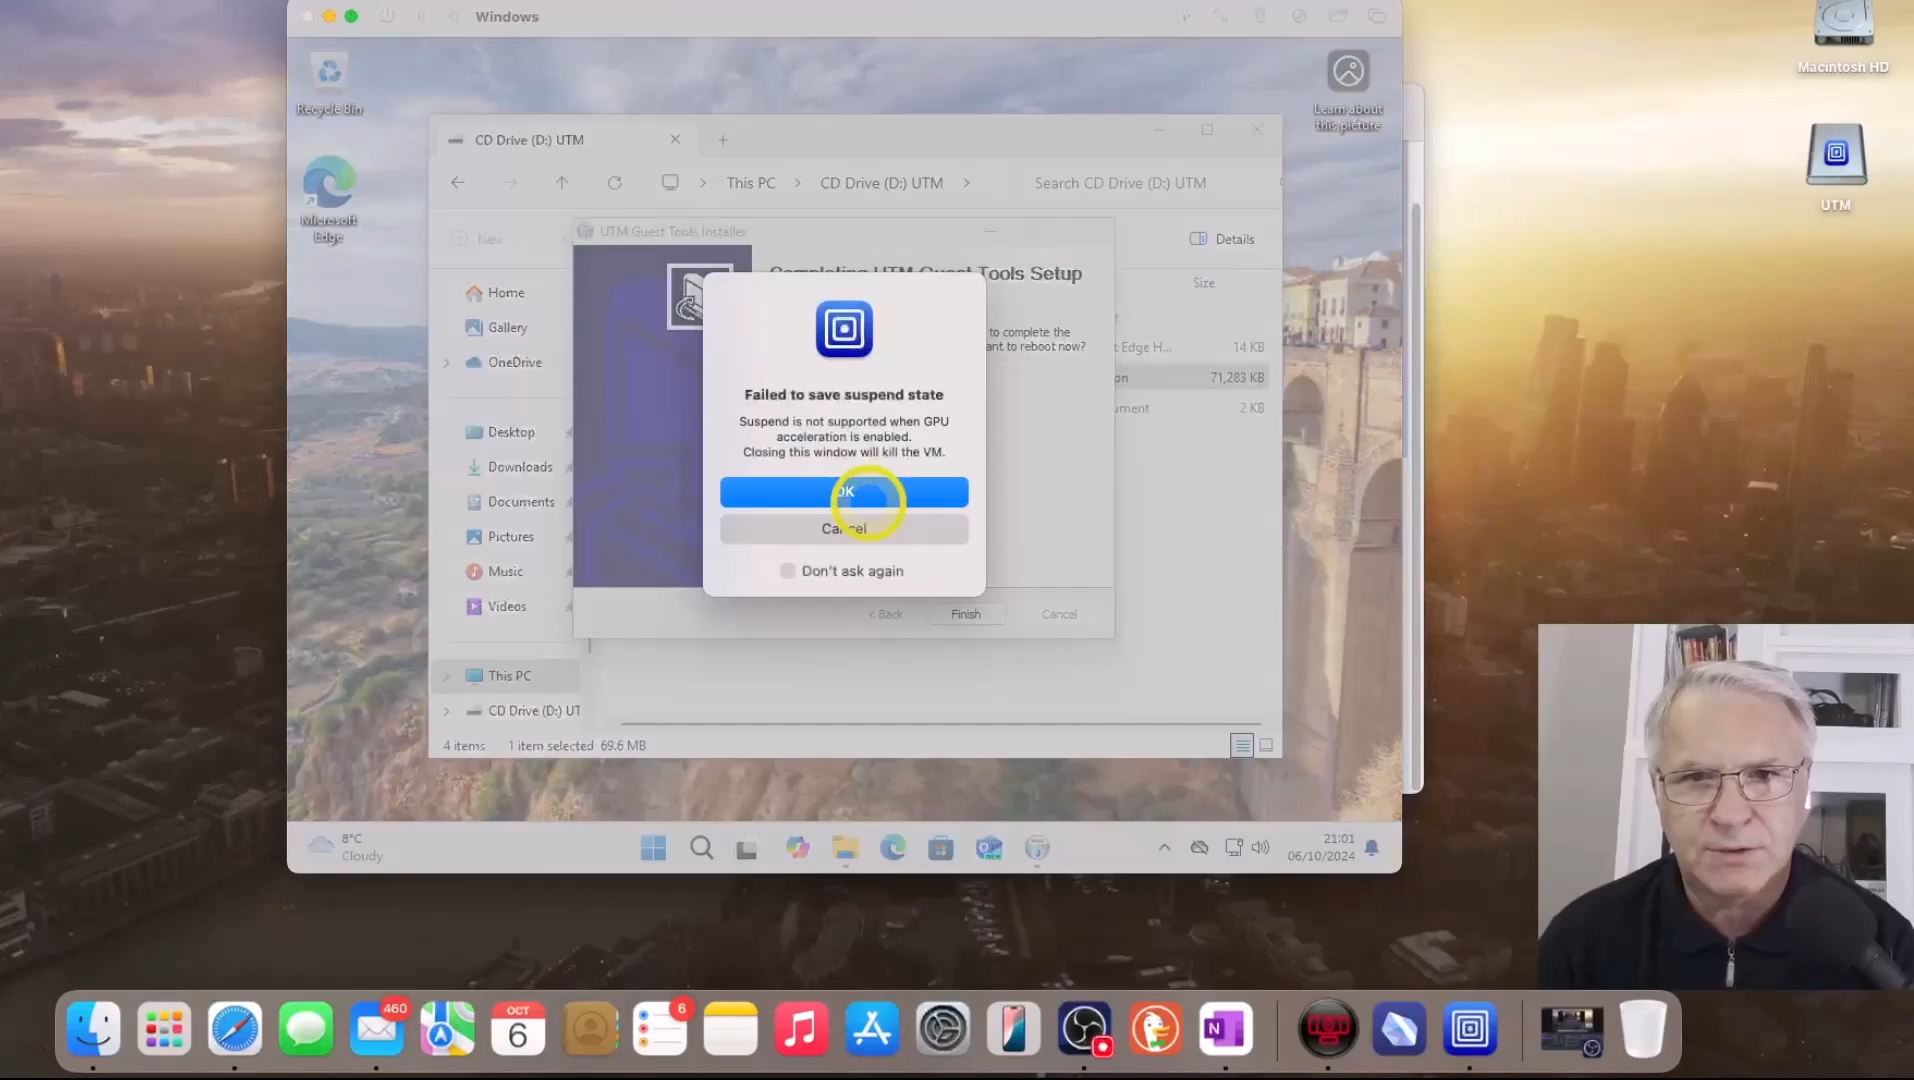 Windows
Macintosh HD
UTM
Recycle Bin
Microsoft
Edge
Learn about
this picture
CD Drive (D:) UTM
This PC
CD Drive (D:) UTM
Search CD Drive (D:) UTM
New
Details
Home
Gallery
OneDrive
Desktop
Downloads
Documents
Pictures
Music
Videos
This PC
CD Drive (D:) UT
4 items
1 item selected 69.6 MB
Size
t Edge H...
14 KB
on
71,283 KB
ument
2 KB
UTM Guest Tools Installer
Completing UTM Guest Tools Setup
to complete the
ant to reboot now?
< Back
Finish
Cancel
Failed to save suspend state
Suspend is not supported when GPU
acceleration is enabled.
Closing this window will kill the VM.
OK
Cancel
Don't ask again
8°C
Cloudy
NEW
21:01
06/10/2024
460
OCT
6
6
N